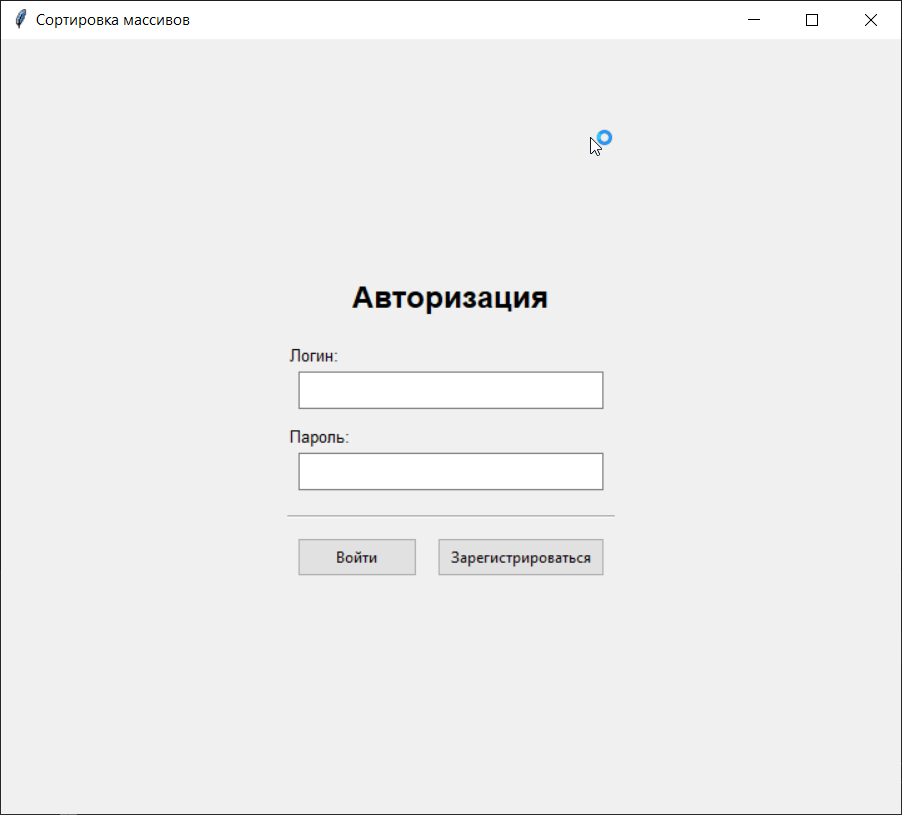 Сортировка массивов
Авторизация
Логин:
Пароль:
Войти
Зарегистрироваться